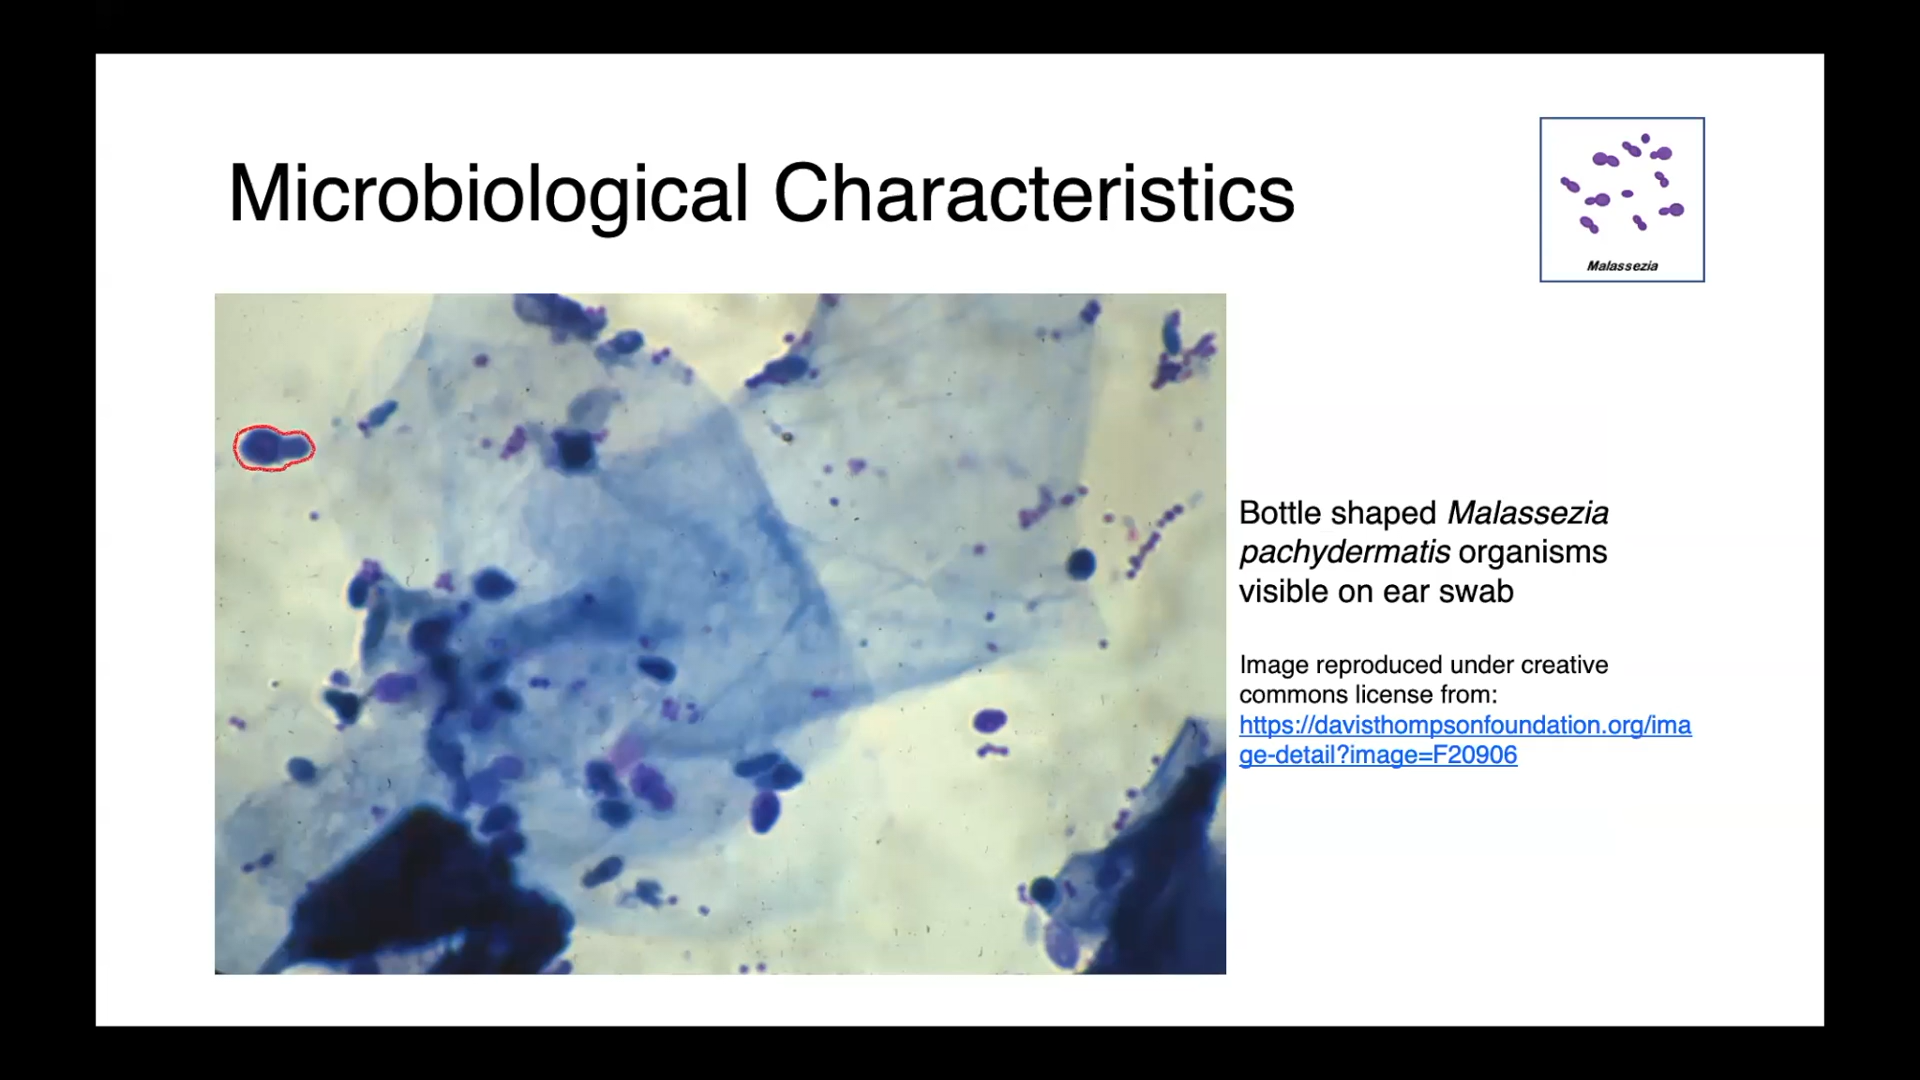 Microbiological Characteristics
Malassezia
Bottle shaped Malassezia
pachydermatis organisms
visible on ear swab
Image reproduced under creative
commons license from:
https://davisthompsonfoundation.org/ima
ge-detail?image=F20906